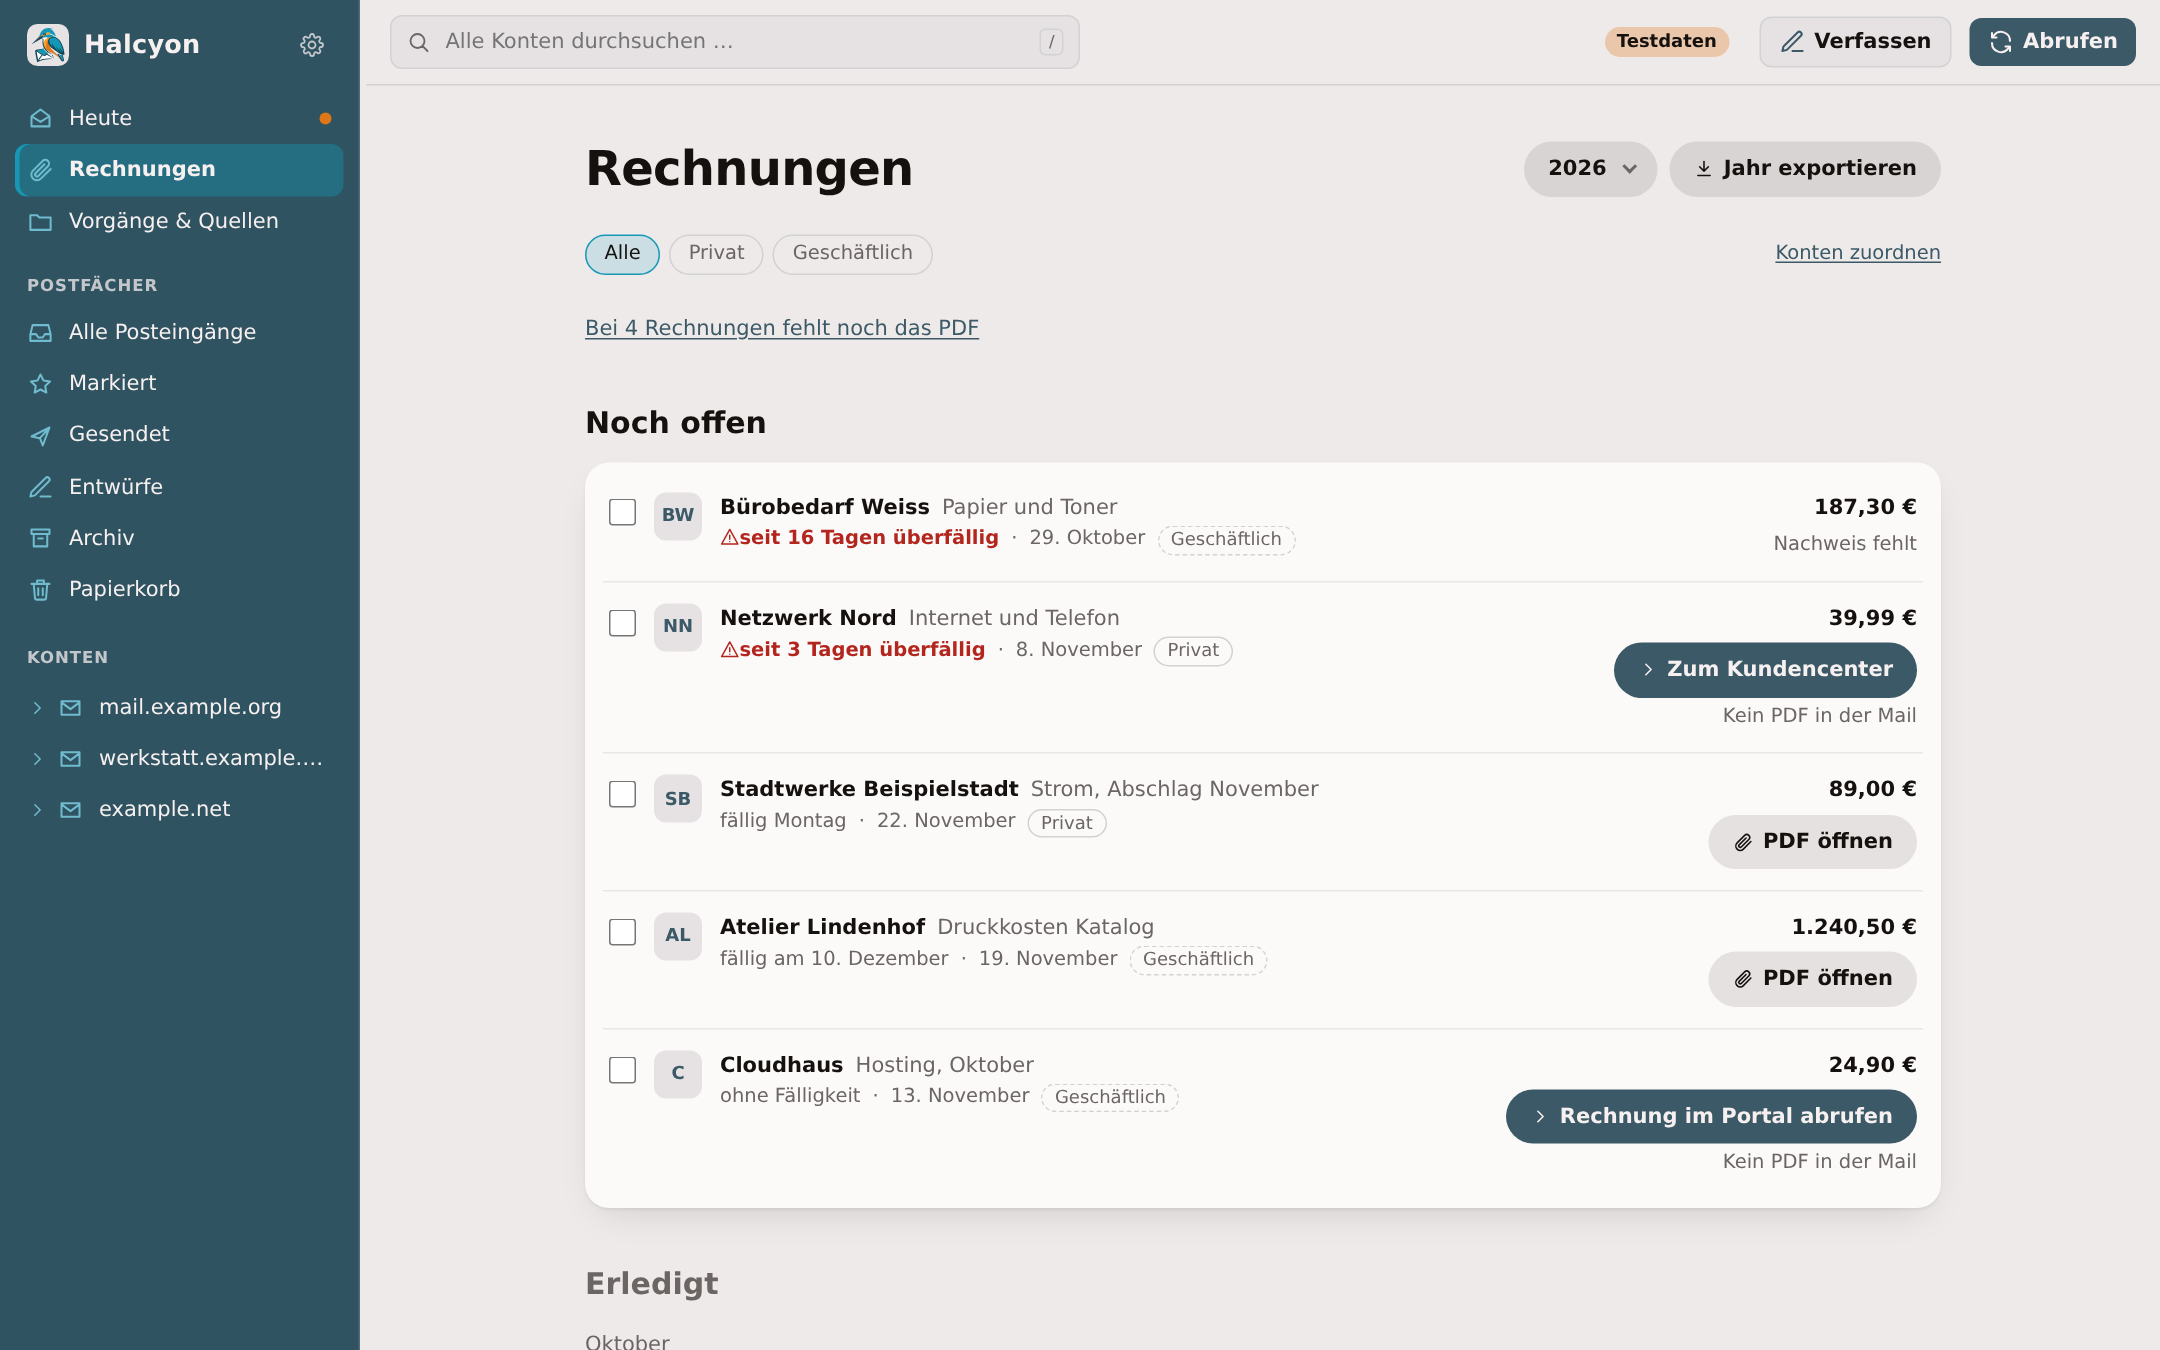 Halcyon
Heute
Rechnungen
Vorgänge & Quellen
POSTFÄCHER
Alle Posteingänge
Markiert
Gesendet
Entwürfe
Archiv
Papierkorb
KONTEN
mail.example.org
werkstatt.example....
example.net
Alle Konten durchsuchen ... /
Testdaten
Verfassen
Abrufen
Rechnungen
2026
Jahr exportieren
Alle Privat Geschäftlich
Konten zuordnen
Bei 4 Rechnungen fehlt noch das PDF
Noch offen
BW
Bürobedarf Weiss Papier und Toner
187,30 €
seit 16 Tagen überfällig · 29. Oktober Geschäftlich
Nachweis fehlt
NN
Netzwerk Nord Internet und Telefon
39,99 €
seit 3 Tagen überfällig · 8. November Privat
Zum Kundencenter
Kein PDF in der Mail
SB
Stadtwerke Beispielstadt Strom, Abschlag November
89,00 €
fällig Montag · 22. November Privat
PDF öffnen
AL
Atelier Lindenhof Druckkosten Katalog
1.240,50 €
fällig am 10. Dezember · 19. November Geschäftlich
PDF öffnen
C
Cloudhaus Hosting, Oktober
24,90 €
ohne Fälligkeit · 13. November Geschäftlich
Rechnung im Portal abrufen
Kein PDF in der Mail
Erledigt
Oktober